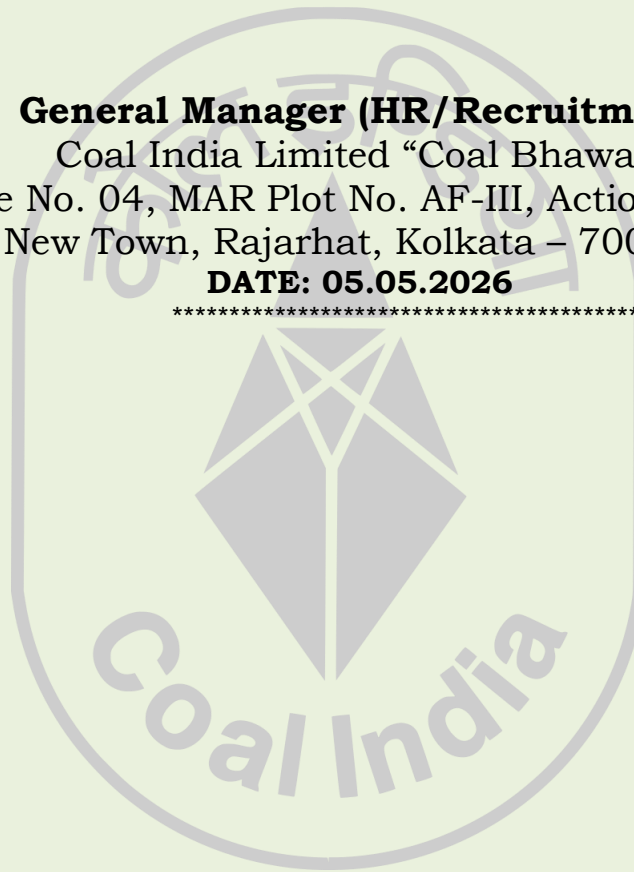 General Manager (HR/Recruitm
Coal India Limited “Coal Bhawa
e No. 04, MAR Plot No. AF-III, Actio
New Town, Rajarhat, Kolkata – 700
DATE: 05.05.2026
*****************************************
कोल इण्डिया
Coal India